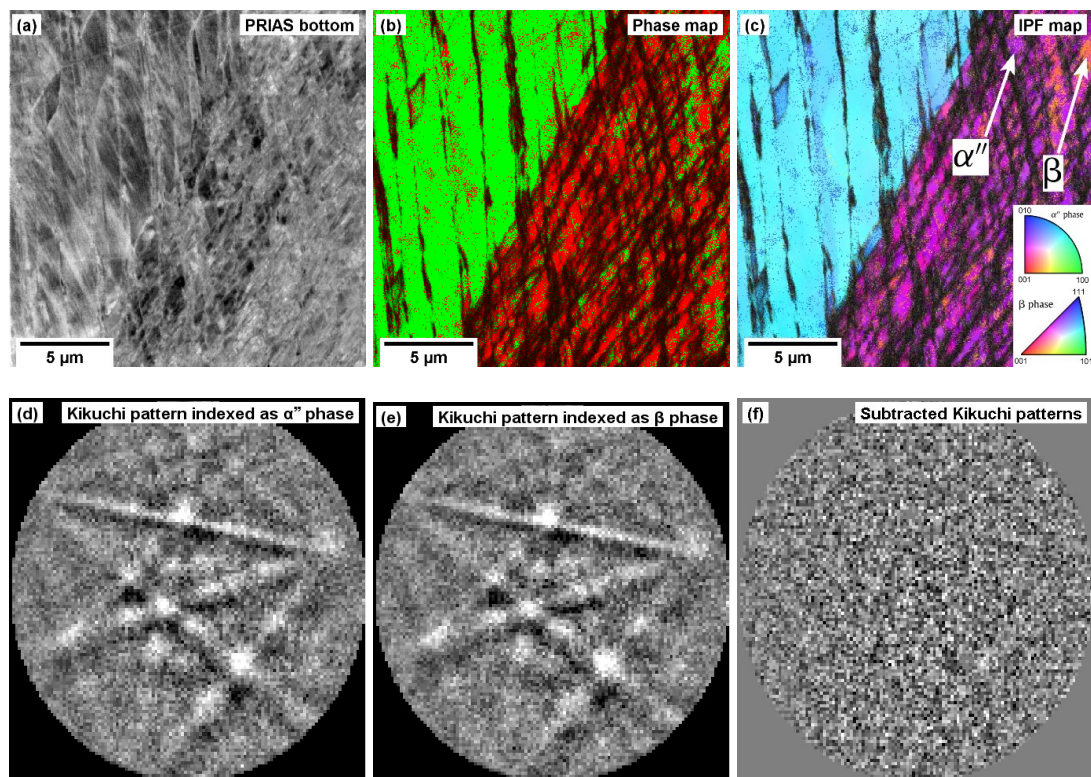 (a) PRIAS bottom
5 µm
(b) Phase map
5 µm
(c) IPF map
α″
β
010 α″ phase
001 100
111
β phase
001 101
5 µm
(d) Kikuchi pattern indexed as α” phase
(e) Kikuchi pattern indexed as β phase
(f) Subtracted Kikuchi patterns